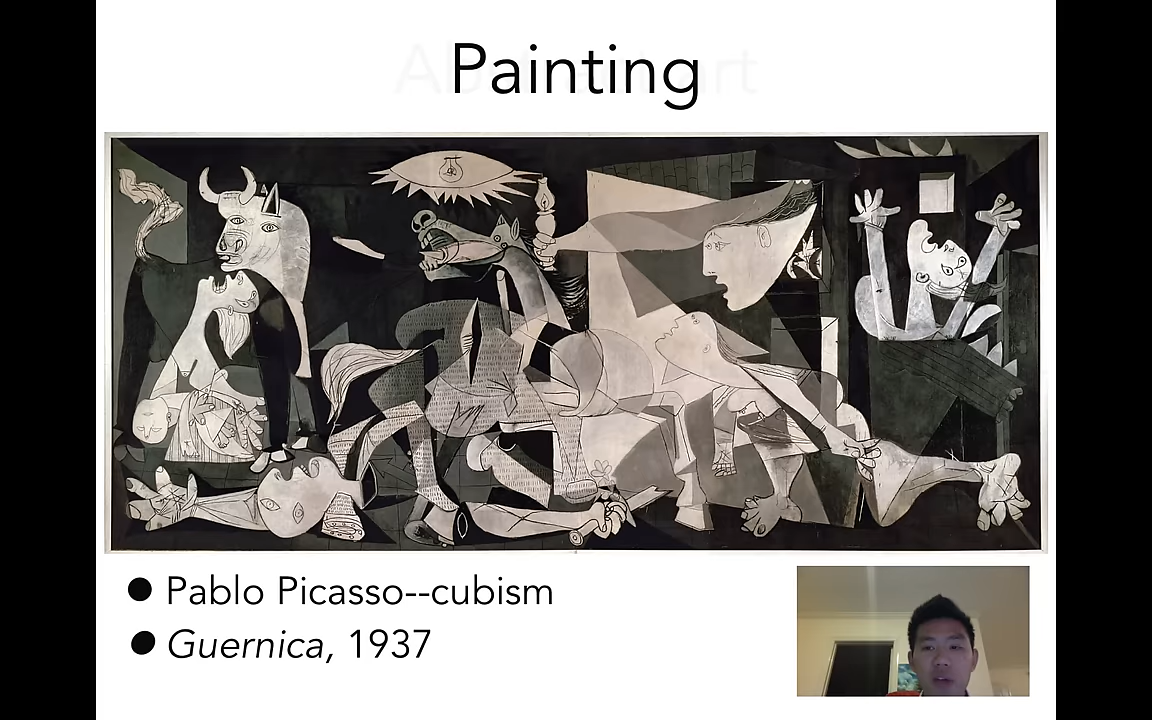 Painting
● Pablo Picasso--cubism
● Guernica, 1937